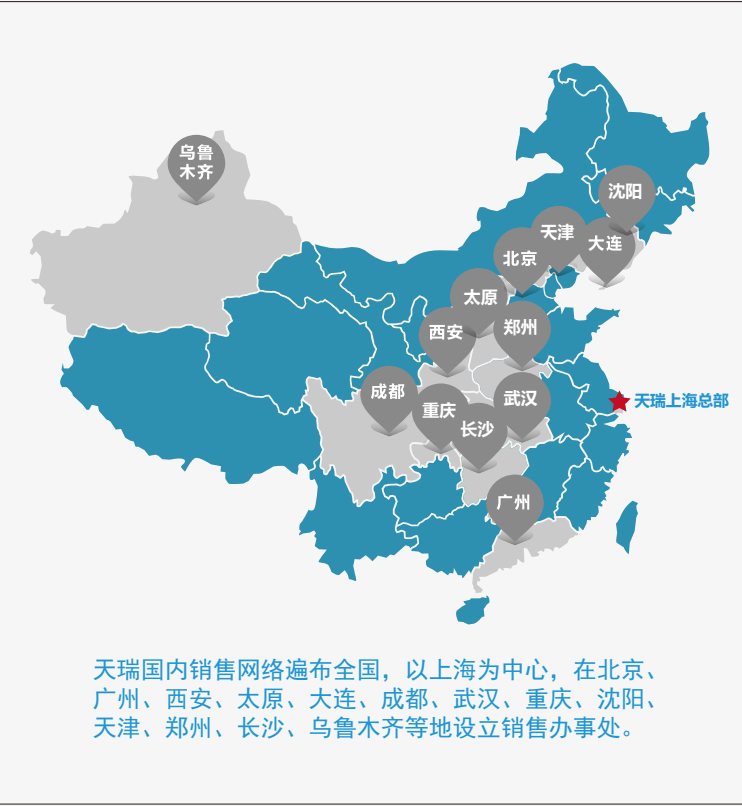 乌鲁
木齐
沈阳
天津
大连
北京
太原
郑州
西安
成都
武汉
重庆
长沙
天瑞上海总部
广州
天瑞国内销售网络遍布全国，以上海为中心，在北京、
广州、西安、太原、大连、成都、武汉、重庆、沈阳、
天津、郑州、长沙、乌鲁木齐等地设立销售办事处。